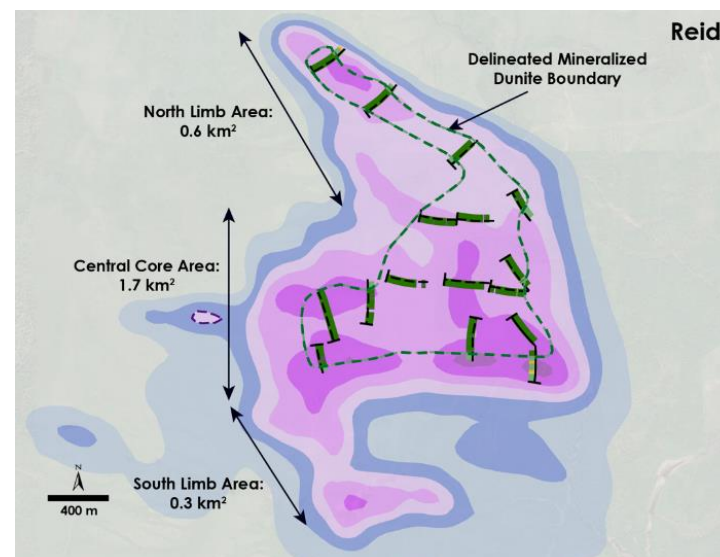 Reid
Delineated Mineralized
Dunite Boundary
North Limb Area:
0.6 km²
Central Core Area:
1.7 km²
South Limb Area:
0.3 km²
N
400 m